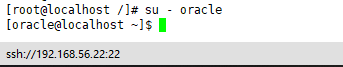 [root@localhost /]# su - oracle
[oracle@localhost ~]$
ssh://192.168.56.22:22